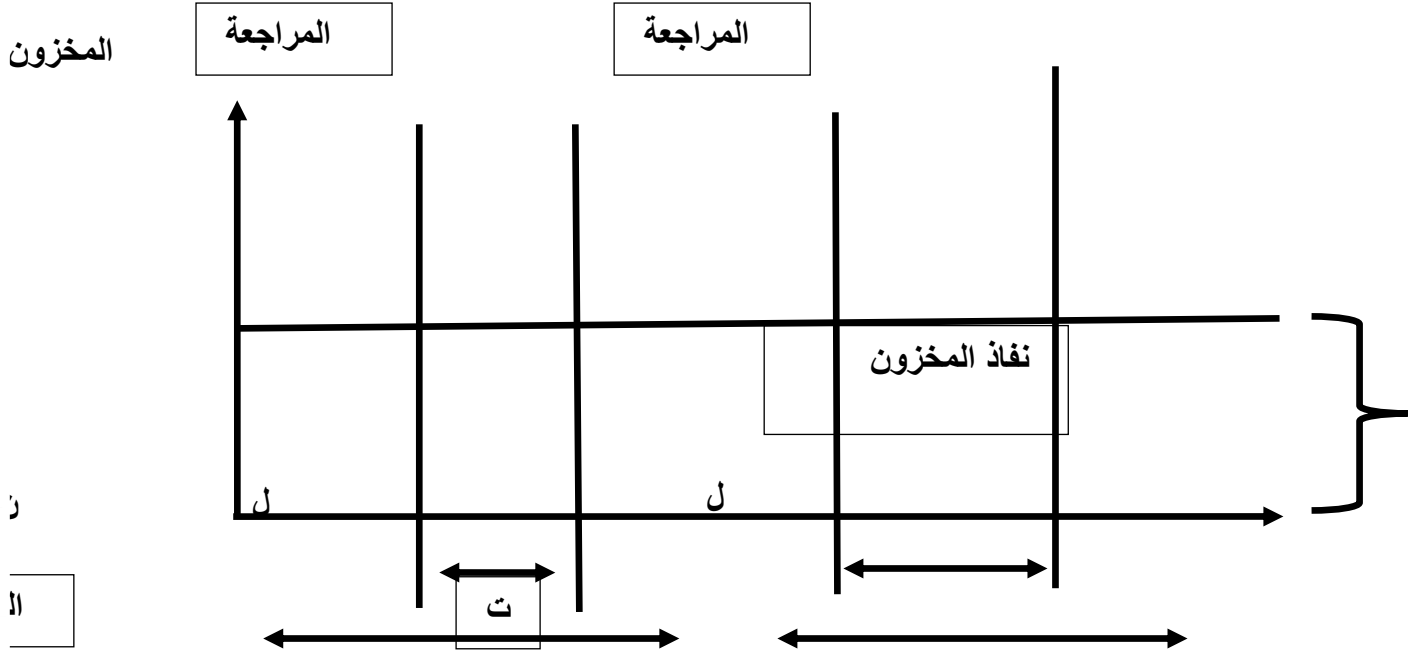 المراجعة
المراجعة
المخزون
نفاذ المخزون
ل
ل
ت